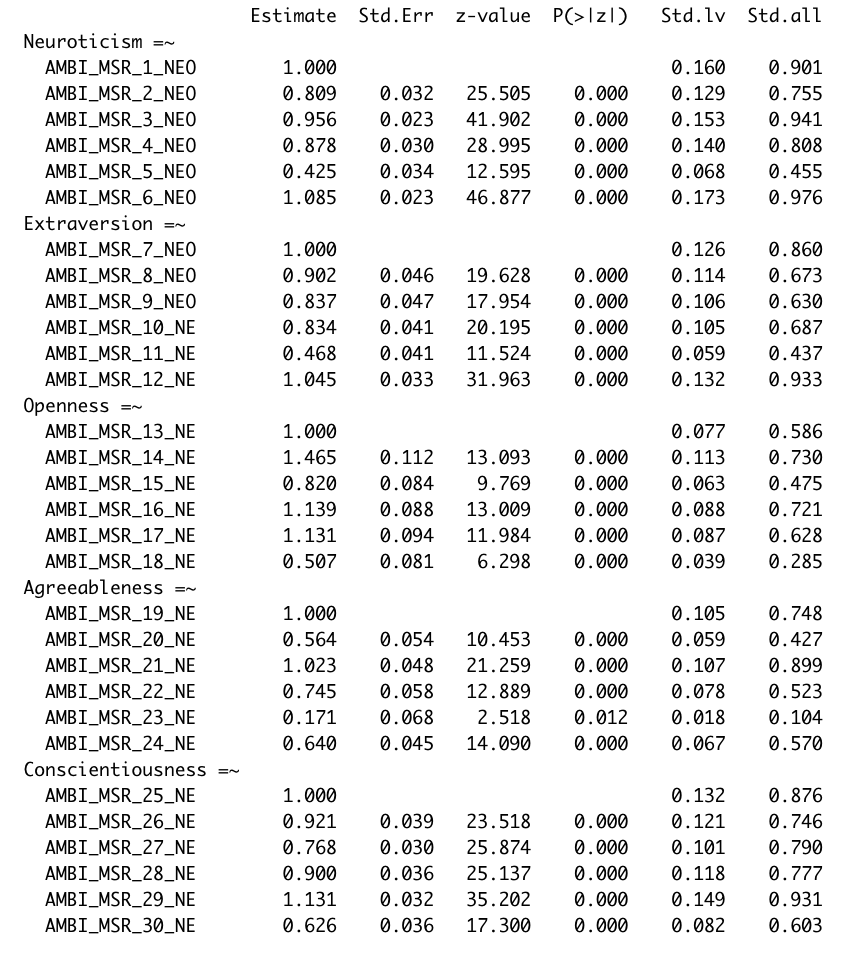 Estimate Std.Err z-value P(>|z|) Std.lv Std.all
Neuroticism =~
AMBI_MSR_1_NEO 1.000 0.160 0.901
AMBI_MSR_2_NEO 0.809 0.032 25.505 0.000 0.129 0.755
AMBI_MSR_3_NEO 0.956 0.023 41.902 0.000 0.153 0.941
AMBI_MSR_4_NEO 0.878 0.030 28.995 0.000 0.140 0.808
AMBI_MSR_5_NEO 0.425 0.034 12.595 0.000 0.068 0.455
AMBI_MSR_6_NEO 1.085 0.023 46.877 0.000 0.173 0.976
Extraversion =~
AMBI_MSR_7_NEO 1.000 0.126 0.860
AMBI_MSR_8_NEO 0.902 0.046 19.628 0.000 0.114 0.673
AMBI_MSR_9_NEO 0.837 0.047 17.954 0.000 0.106 0.630
AMBI_MSR_10_NE 0.834 0.041 20.195 0.000 0.105 0.687
AMBI_MSR_11_NE 0.468 0.041 11.524 0.000 0.059 0.437
AMBI_MSR_12_NE 1.045 0.033 31.963 0.000 0.132 0.933
Openness =~
AMBI_MSR_13_NE 1.000 0.077 0.586
AMBI_MSR_14_NE 1.465 0.112 13.093 0.000 0.113 0.730
AMBI_MSR_15_NE 0.820 0.084 9.769 0.000 0.063 0.475
AMBI_MSR_16_NE 1.139 0.088 13.009 0.000 0.088 0.721
AMBI_MSR_17_NE 1.131 0.094 11.984 0.000 0.087 0.628
AMBI_MSR_18_NE 0.507 0.081 6.298 0.000 0.039 0.285
Agreeableness =~
AMBI_MSR_19_NE 1.000 0.105 0.748
AMBI_MSR_20_NE 0.564 0.054 10.453 0.000 0.059 0.427
AMBI_MSR_21_NE 1.023 0.048 21.259 0.000 0.107 0.899
AMBI_MSR_22_NE 0.745 0.058 12.889 0.000 0.078 0.523
AMBI_MSR_23_NE 0.171 0.068 2.518 0.012 0.018 0.104
AMBI_MSR_24_NE 0.640 0.045 14.090 0.000 0.067 0.570
Conscientiousness =~
AMBI_MSR_25_NE 1.000 0.132 0.876
AMBI_MSR_26_NE 0.921 0.039 23.518 0.000 0.121 0.746
AMBI_MSR_27_NE 0.768 0.030 25.874 0.000 0.101 0.790
AMBI_MSR_28_NE 0.900 0.036 25.137 0.000 0.118 0.777
AMBI_MSR_29_NE 1.131 0.032 35.202 0.000 0.149 0.931
AMBI_MSR_30_NE 0.626 0.036 17.300 0.000 0.082 0.603